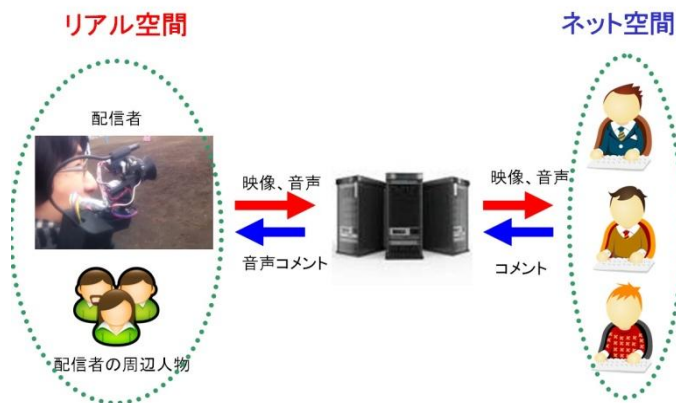 リアル空間
ネット空間
配信者
映像、音声
映像、音声
音声コメント
コメント
配信者の周辺人物